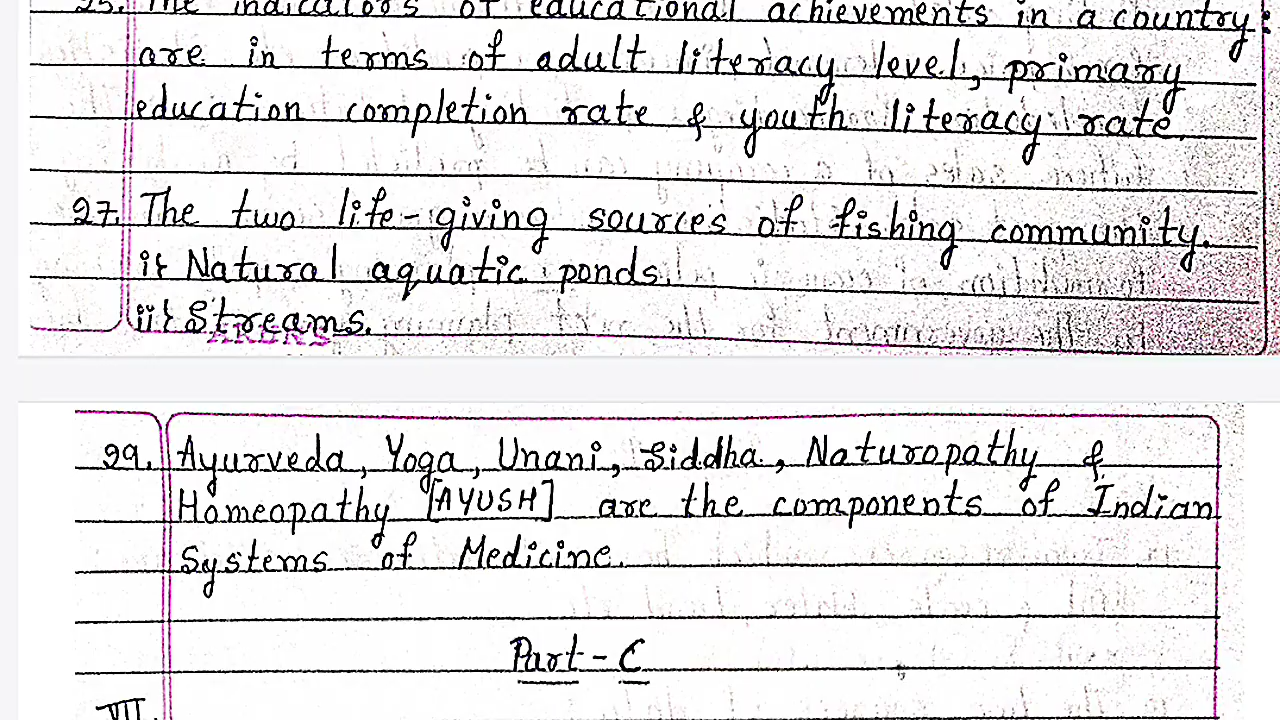 25. The indicators of educational achievements in a country
are in terms of adult literacy level, primary
education completion rate & youth literacy rate.
27. The two life-giving sources of fishing community.
i} Natural aquatic ponds.
ii} Streams.
29. Ayurveda, Yoga, Unani, Siddha, Naturopathy &
Homeopathy [AYUSH] are the components of Indian
Systems of Medicine.
Part - C
VII.